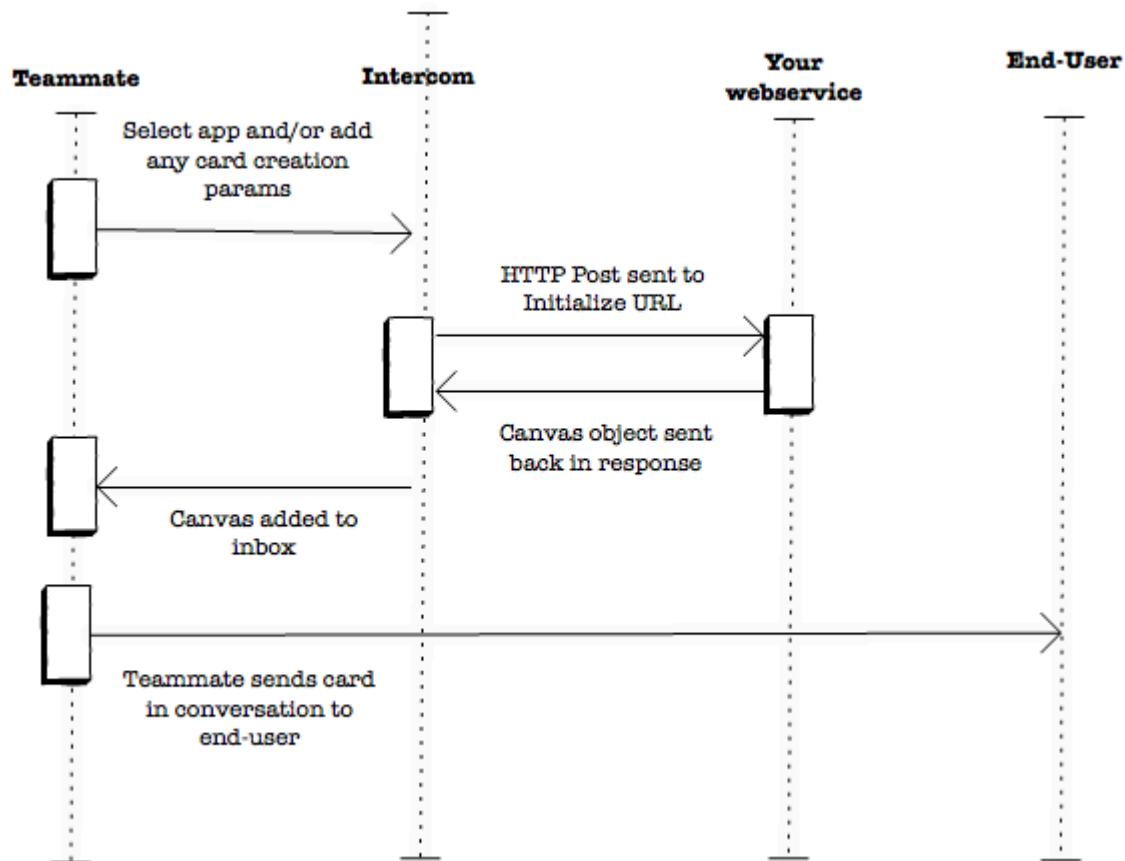 Teammate
Intercom
Your
webservice
End-User
Select app and/or add
any card creation
params
HTTP Post sent to
Initialize URL
Canvas object sent
back in response
Canvas added to
inbox
Teammate sends card
in conversation to
end-user